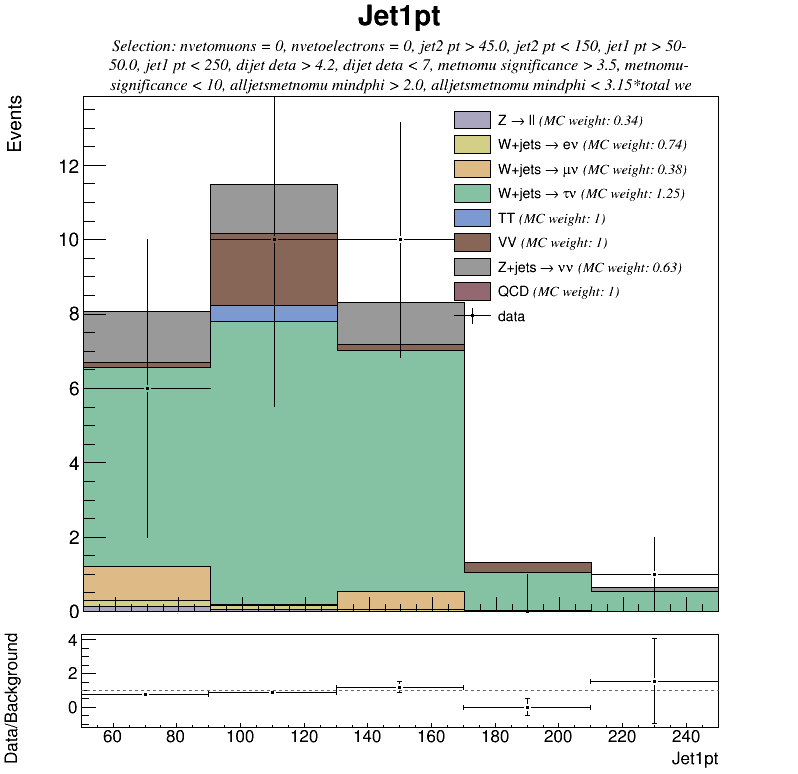 Jet1pt
Selection: nvetomuons = 0, nvetoelectrons = 0, jet2 pt > 45.0, jet2 pt < 150, jet1 pt > 50-
50.0, jet1 pt < 250, dijet deta > 4.2, dijet deta < 7, metnomu significance > 3.5, metnomu-
significance < 10, alljetsmetnomu mindphi > 2.0, alljetsmetnomu mindphi < 3.15*total we
Events
12
10
8
6
4
2
0
Z → ll (MC weight: 0.34)
W+jets → eν (MC weight: 0.74)
W+jets → μν (MC weight: 0.38)
W+jets → τν (MC weight: 1.25)
TT (MC weight: 1)
VV (MC weight: 1)
Z+jets → νν (MC weight: 0.63)
QCD (MC weight: 1)
data
Data/Background
4
2
0
60 80 100 120 140 160 180 200 220 240
Jet1pt